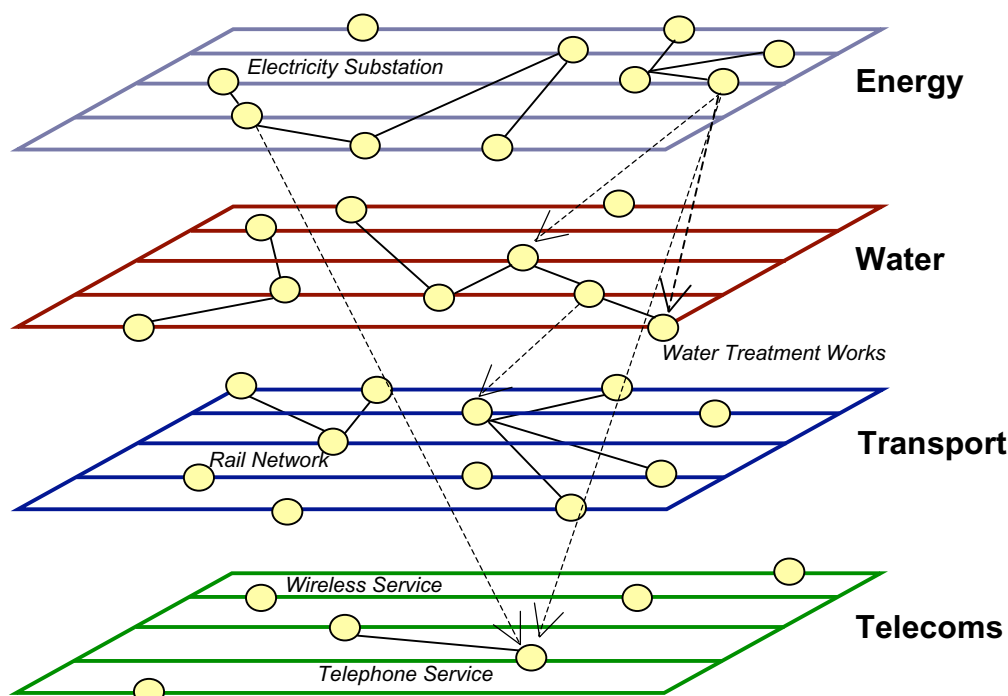 Electricity Substation
Energy
Water
Water Treatment Works
Rail Network
Transport
Wireless Service
Telecoms
Telephone Service